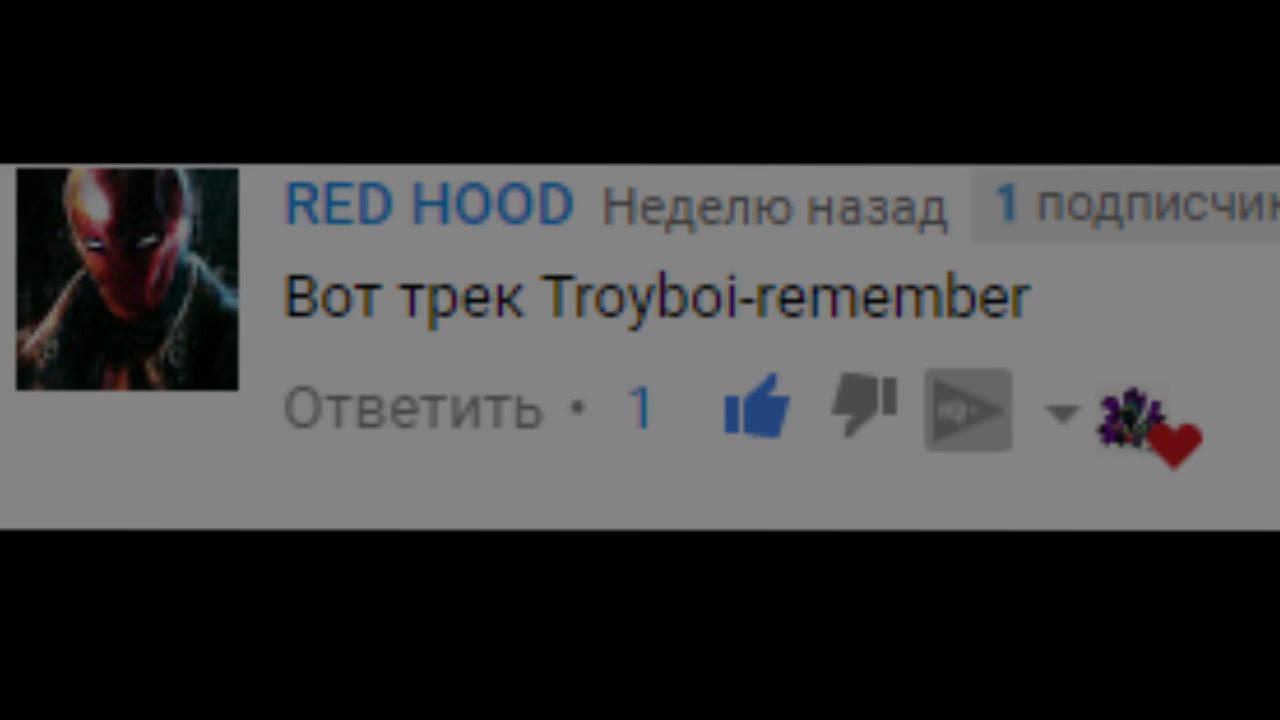 RED HOOD Неделю назад 1 подписчик
Вот трек Troyboi-remember
Ответить • 1